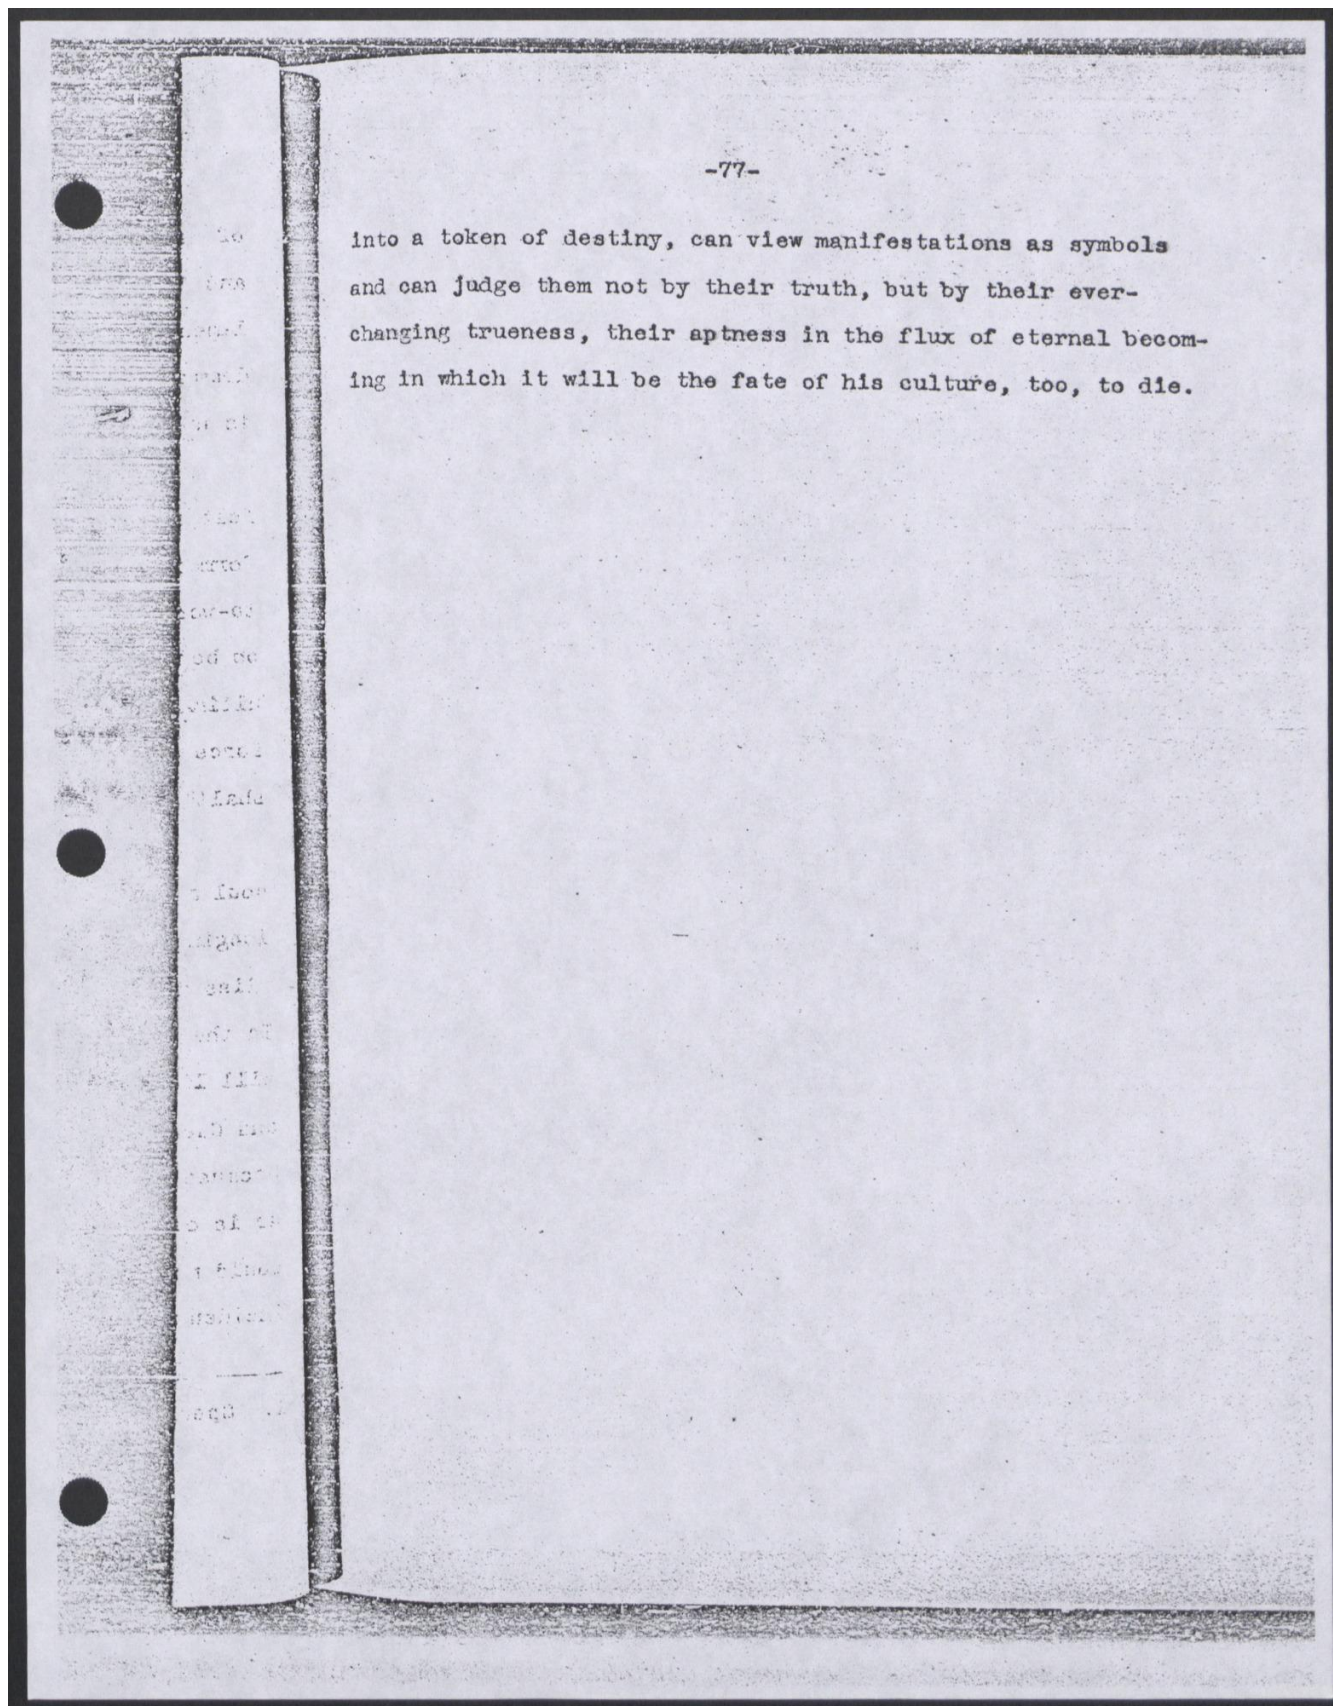 -77-
into a token of destiny, can view manifestations as symbols
and can judge them not by their truth, but by their ever-
changing trueness, their aptness in the flux of eternal becom-
ing in which it will be the fate of his culture, too, to die.